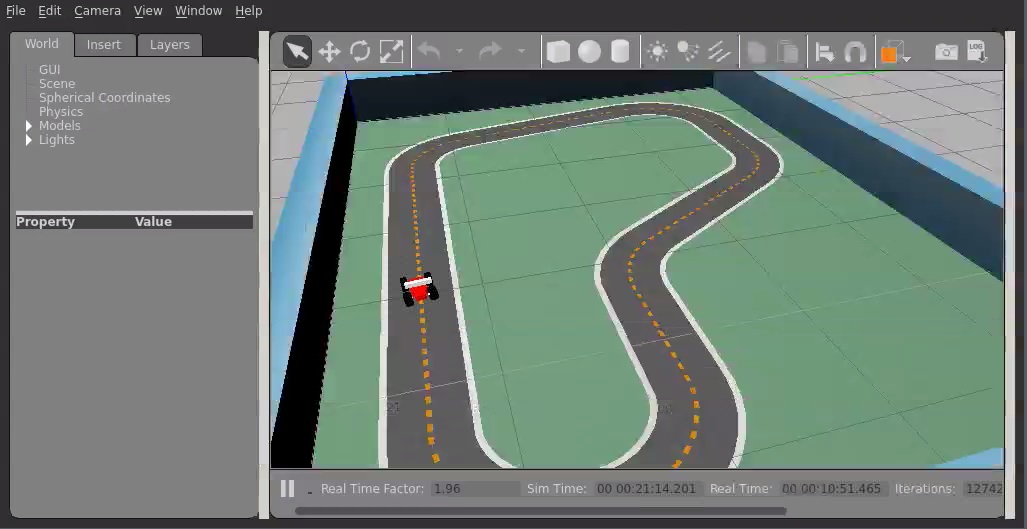 File Edit Camera View Window Help
World Insert Layers
GUI
Scene
Spherical Coordinates
Physics
Models
Lights
Property Value
LOG
Real Time Factor: 1.96 Sim Time: 00 00:21:14.201 Real Time: 00 00:10:51.465 Iterations: 12742